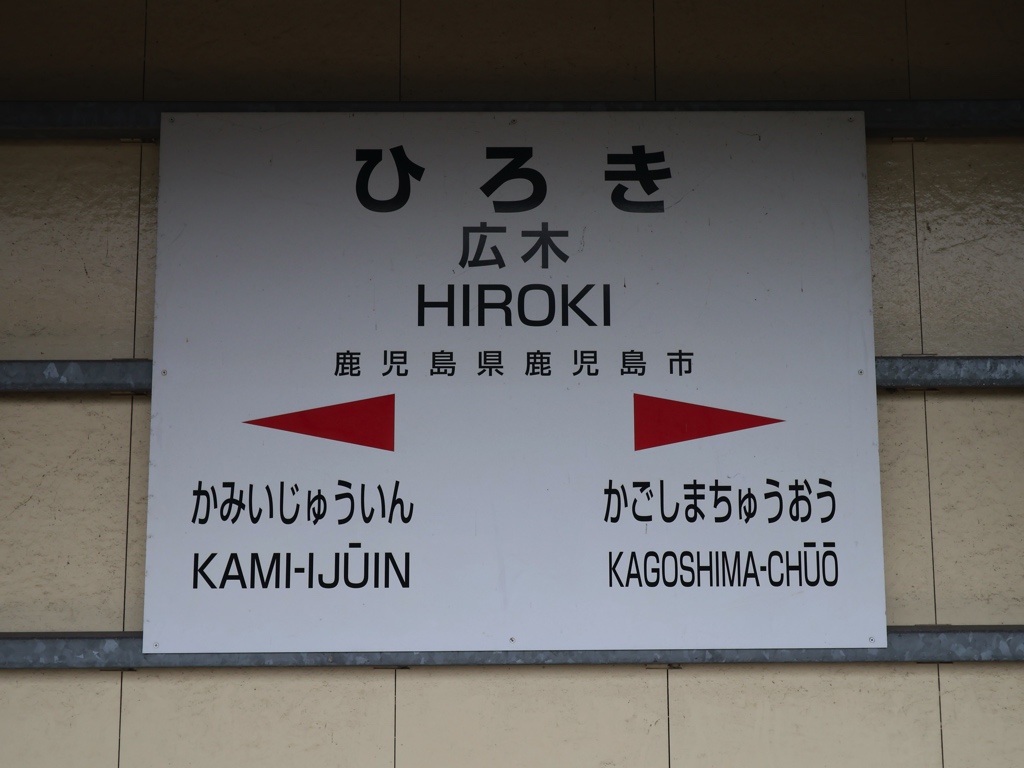 ひろき
広木
HIROKI
鹿児島県鹿児島市
かみいじゅういん
かごしまちゅうおう
KAMI-IJŪIN
KAGOSHIMA-CHŪŌ